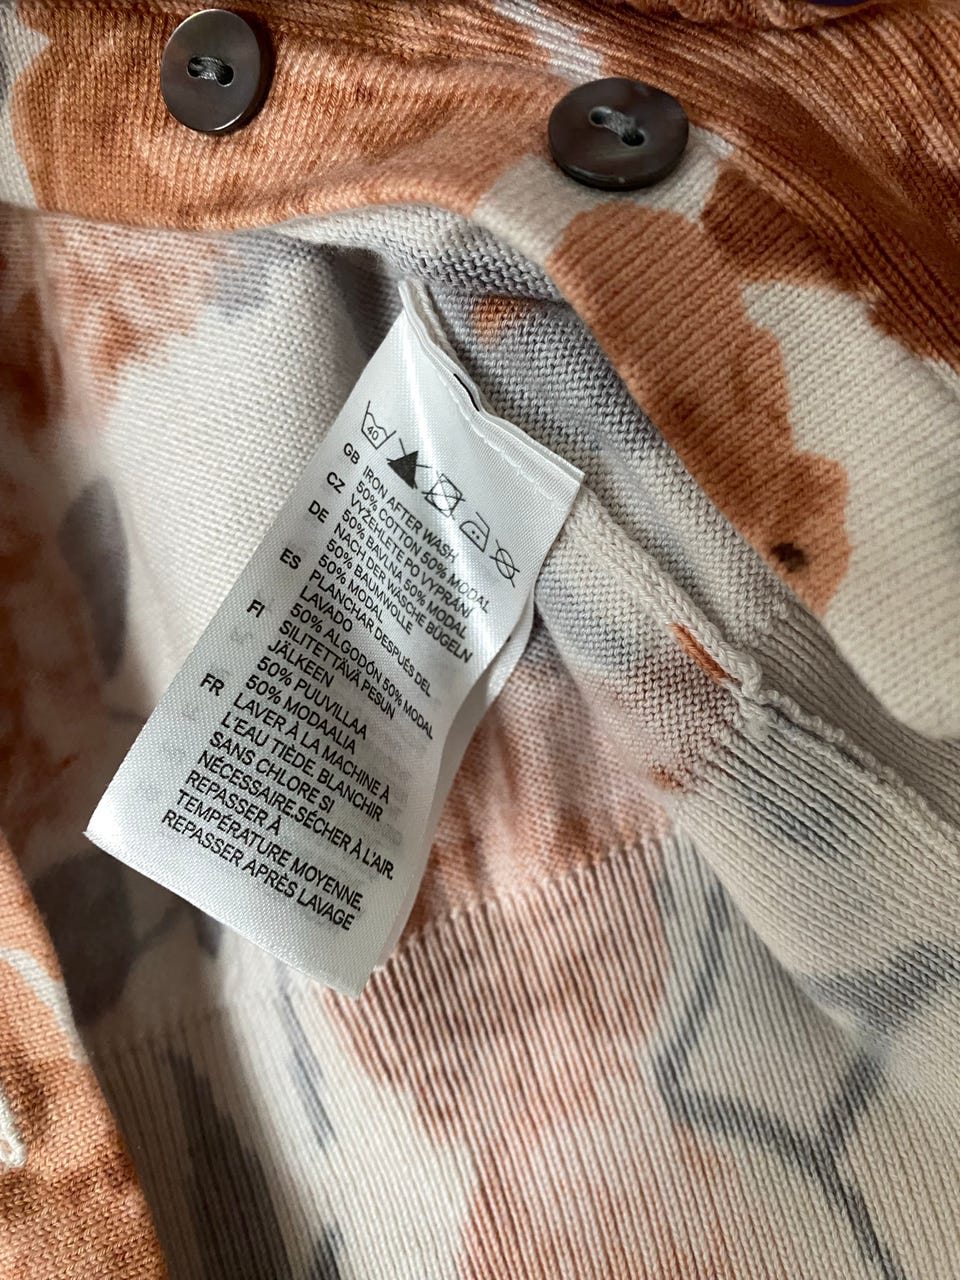 40
GB IRON AFTER WASH
50% COTTON 50% MODAL
CZ VYŽEHLETE PO VYPRÁNÍ
50% BAVLNA 50% MODAL
DE NACH DER WÄSCHE BÜGELN
50% BAUMWOLLE
50% MODAL
ES PLANCHAR DESPUÉS DEL
LAVADO
50% ALGODÓN 50% MODAL
FI SILITETTÄVÄ PESUN
JÄLKEEN
50% PUUVILLAA
50% MODAALIA
FR LAVER À LA MACHINE À
L'EAU TIÈDE. BLANCHIR
SANS CHLORE SI
NÉCESSAIRE.SÉCHER À L'AIR.
REPASSER À
TEMPÉRATURE MOYENNE.
REPASSER APRÈS LAVAGE